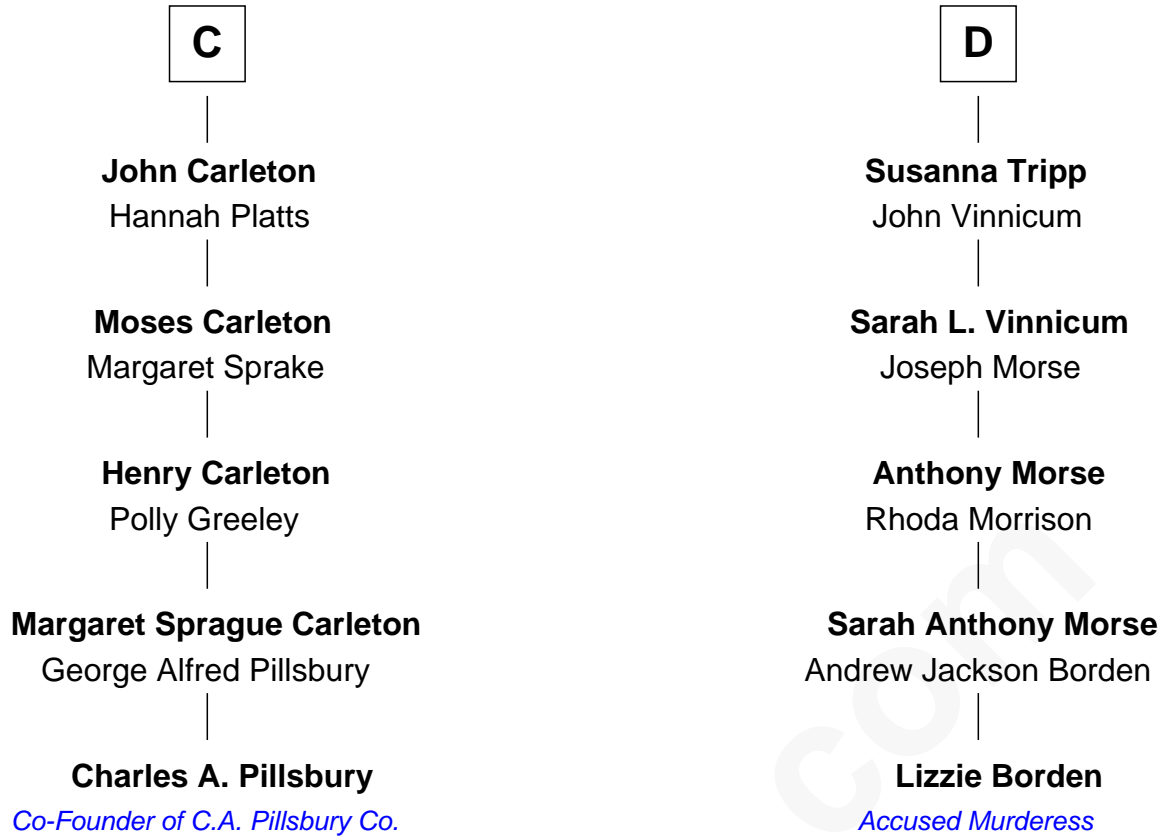 C
John Carleton
Hannah Platts
Moses Carleton
Margaret Sprake
Henry Carleton
Polly Greeley
Margaret Sprague Carleton
George Alfred Pillsbury
Charles A. Pillsbury
Co-Founder of C.A. Pillsbury Co.
D
Susanna Tripp
John Vinnicum
Sarah L. Vinnicum
Joseph Morse
Anthony Morse
Rhoda Morrison
Sarah Anthony Morse
Andrew Jackson Borden
Lizzie Borden
Accused Murderess
com